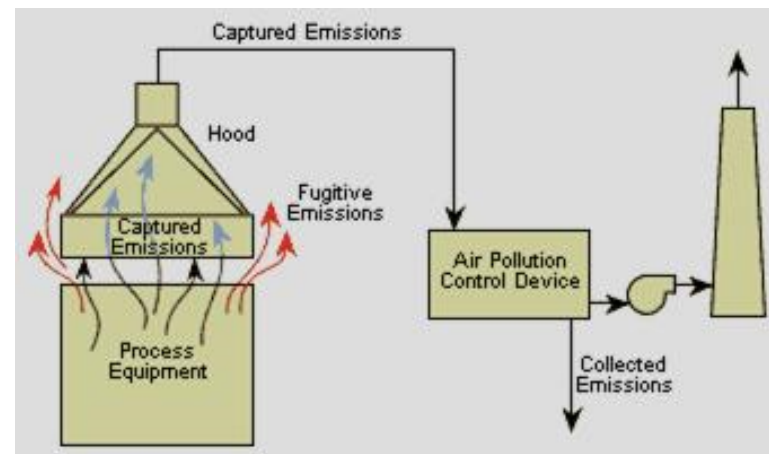 Captured Emissions
Hood
Fugitive
Emissions
Captured
Emissions
Air Pollution
Control Device
Process
Equipment
Collected
Emissions